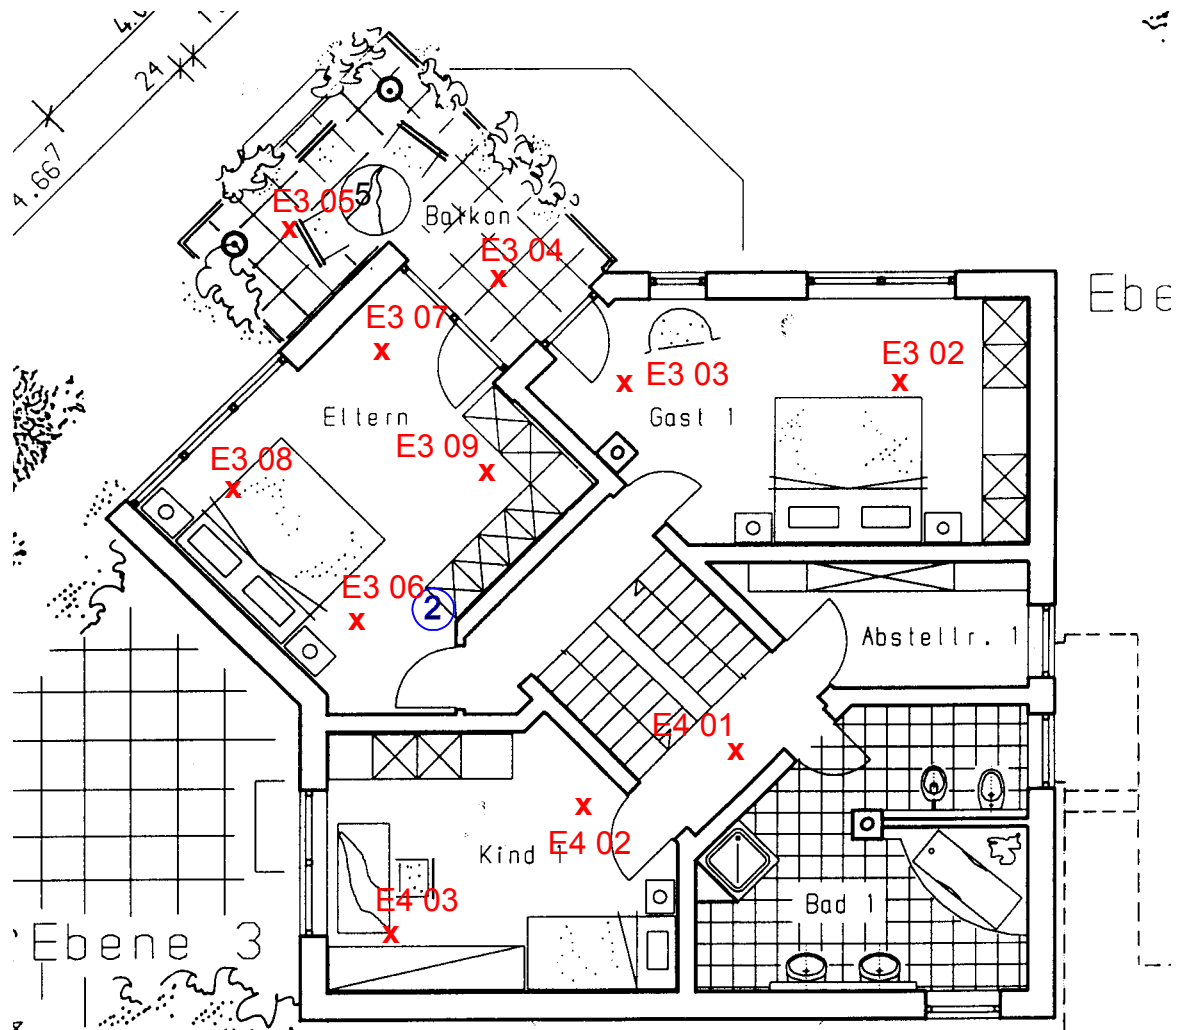 24
4.66⁷
E3 05
5
Balkon
E3 04
Ebe
E3 07
E3 02
E3 03
Eltern
Gast 1
E3 09
E3 08
E3 06
2
Abstellr. 1
E4 01
E4 02
Kind 1
E4 03
Bad 1
Ebene 3